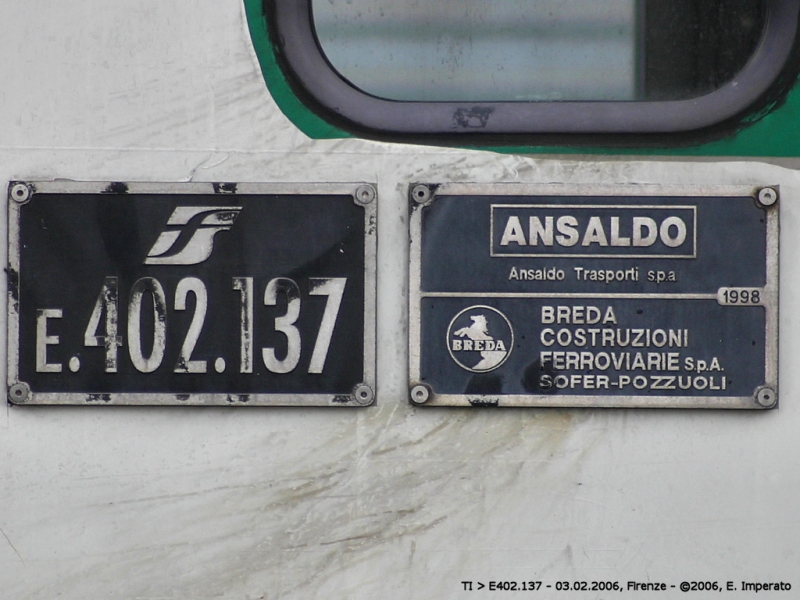 E.402.137
ANSALDO
Ansaldo Trasporti s.p.a
1998
BREDA
BREDA
COSTRUZIONI
FERROVIARIE S.p.A.
SOFER-POZZUOLI
TI > E402.137 - 03.02.2006, Firenze - ©2006, E. Imperato